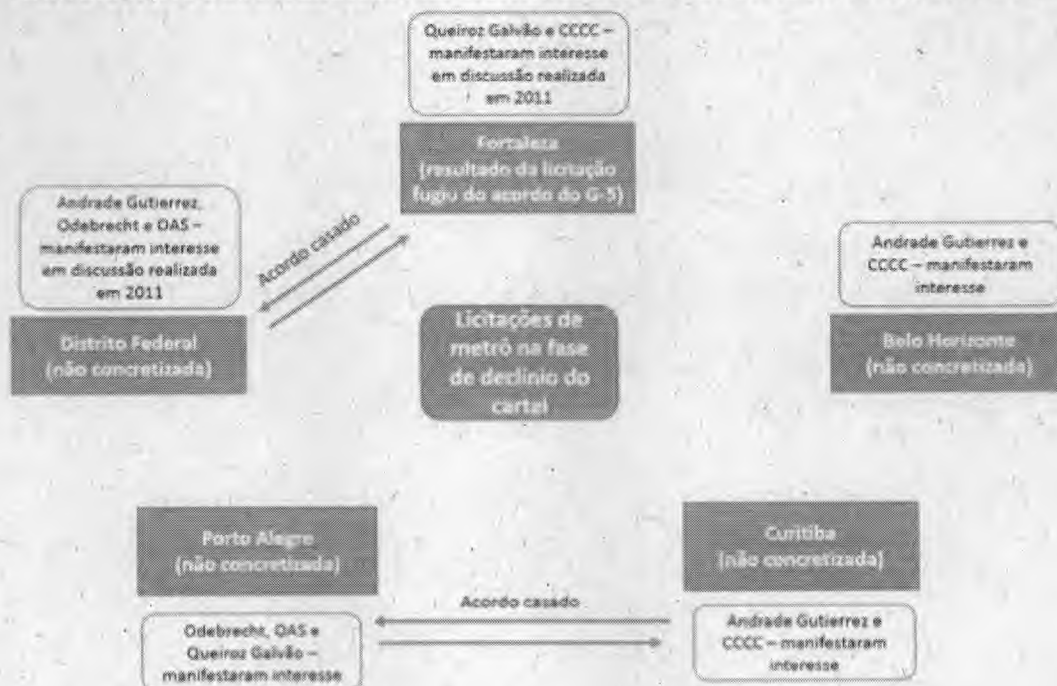 Queiroz Galvão e CCCC –
manifestaram interesse
em discussão realizada
em 2011
Fortaleza
(resultado da licitação
fugiu do acordo do G-5)
Andrade Gutierrez,
Odebrecht e OAS –
manifestaram interesse
em discussão realizada
em 2011
Distrito Federal
(não concretizada)
Acordo casado
Licitações de
metrô na fase
de declínio do
cartel
Andrade Gutierrez e
CCCC – manifestaram
interesse
Belo Horizonte
(não concretizada)
Porto Alegre
(não concretizada)
Odebrecht, OAS e
Queiroz Galvão –
manifestaram interesse
Acordo casado
Curitiba
(não concretizada)
Andrade Gutierrez e
CCCC – manifestaram
interesse